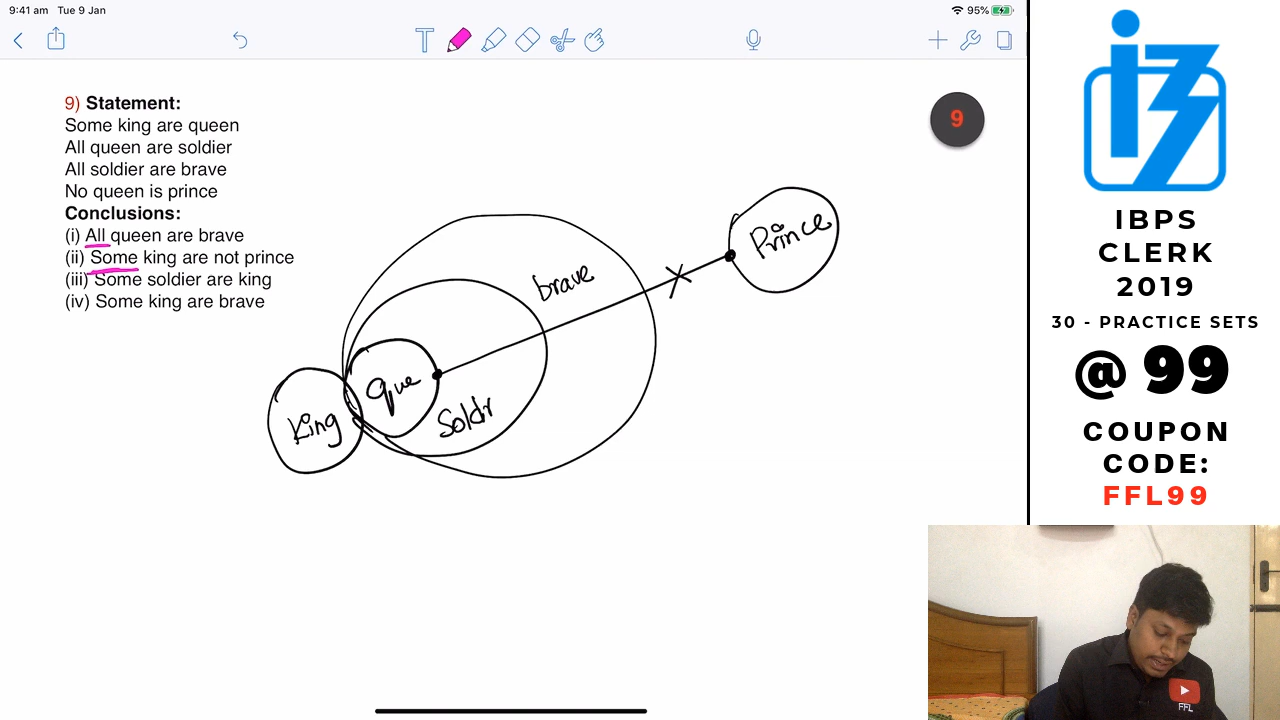 9:41 am Tue 9 Jan
95%
T
9) Statement:
Some king are queen
All queen are soldier
All soldier are brave
No queen is prince
Conclusions:
(i) All queen are brave
(ii) Some king are not prince
(iii) Some soldier are king
(iv) Some king are brave
9
Prince
brave
Que
Soldr
King
IBPS
CLERK
2019
30 - PRACTICE SETS
@ 99
COUPON
CODE:
FFL99
FFL